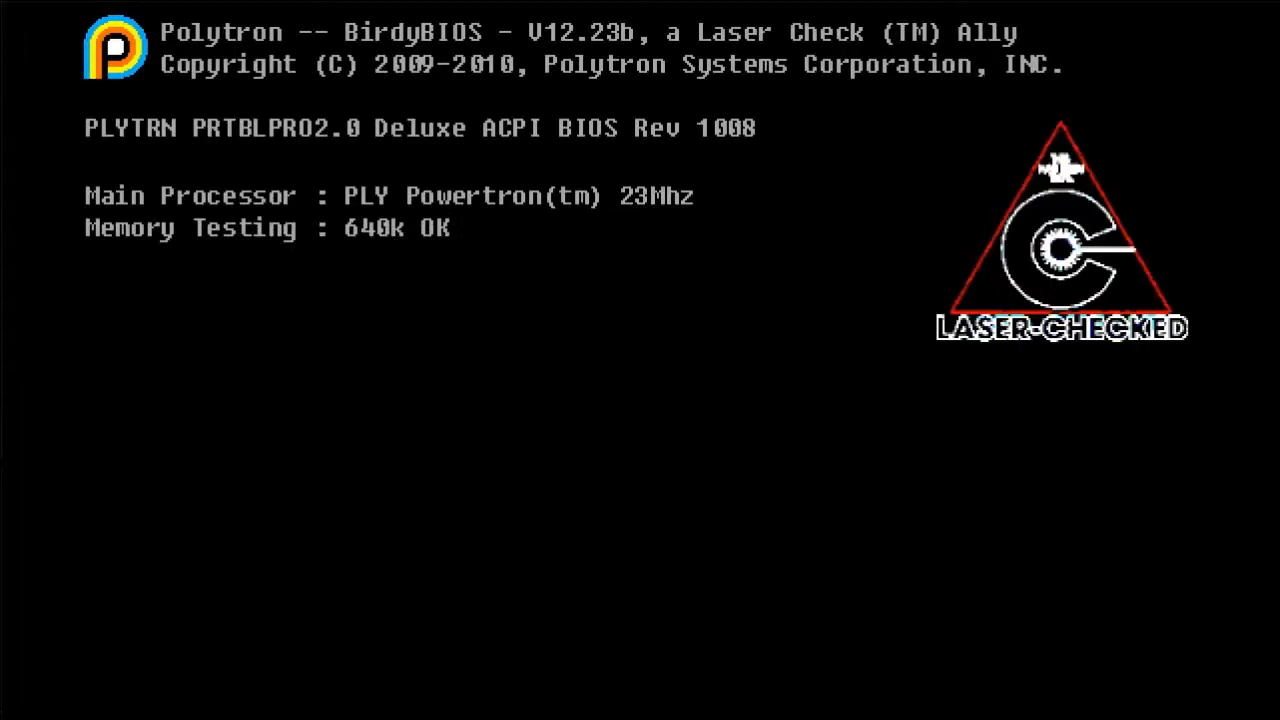 Polytron -- BirdyBIOS - V12.23b, a Laser Check (TM) Ally
Copyright (C) 2009-2010, Polytron Systems Corporation, INC.
PLYTRN PRTBLPRO2.0 Deluxe ACPI BIOS Rev 1008
Main Processor : PLY Powertron(tm) 23Mhz
Memory Testing : 640k OK
LASER-CHECKED